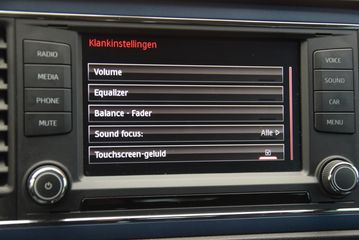 Klankinstellingen
RADIO
MEDIA
PHONE
MUTE
Volume
Equalizer
Balance - Fader
Sound focus: Alle
Touchscreen-geluid
VOICE
SOUND
CAR
MENU